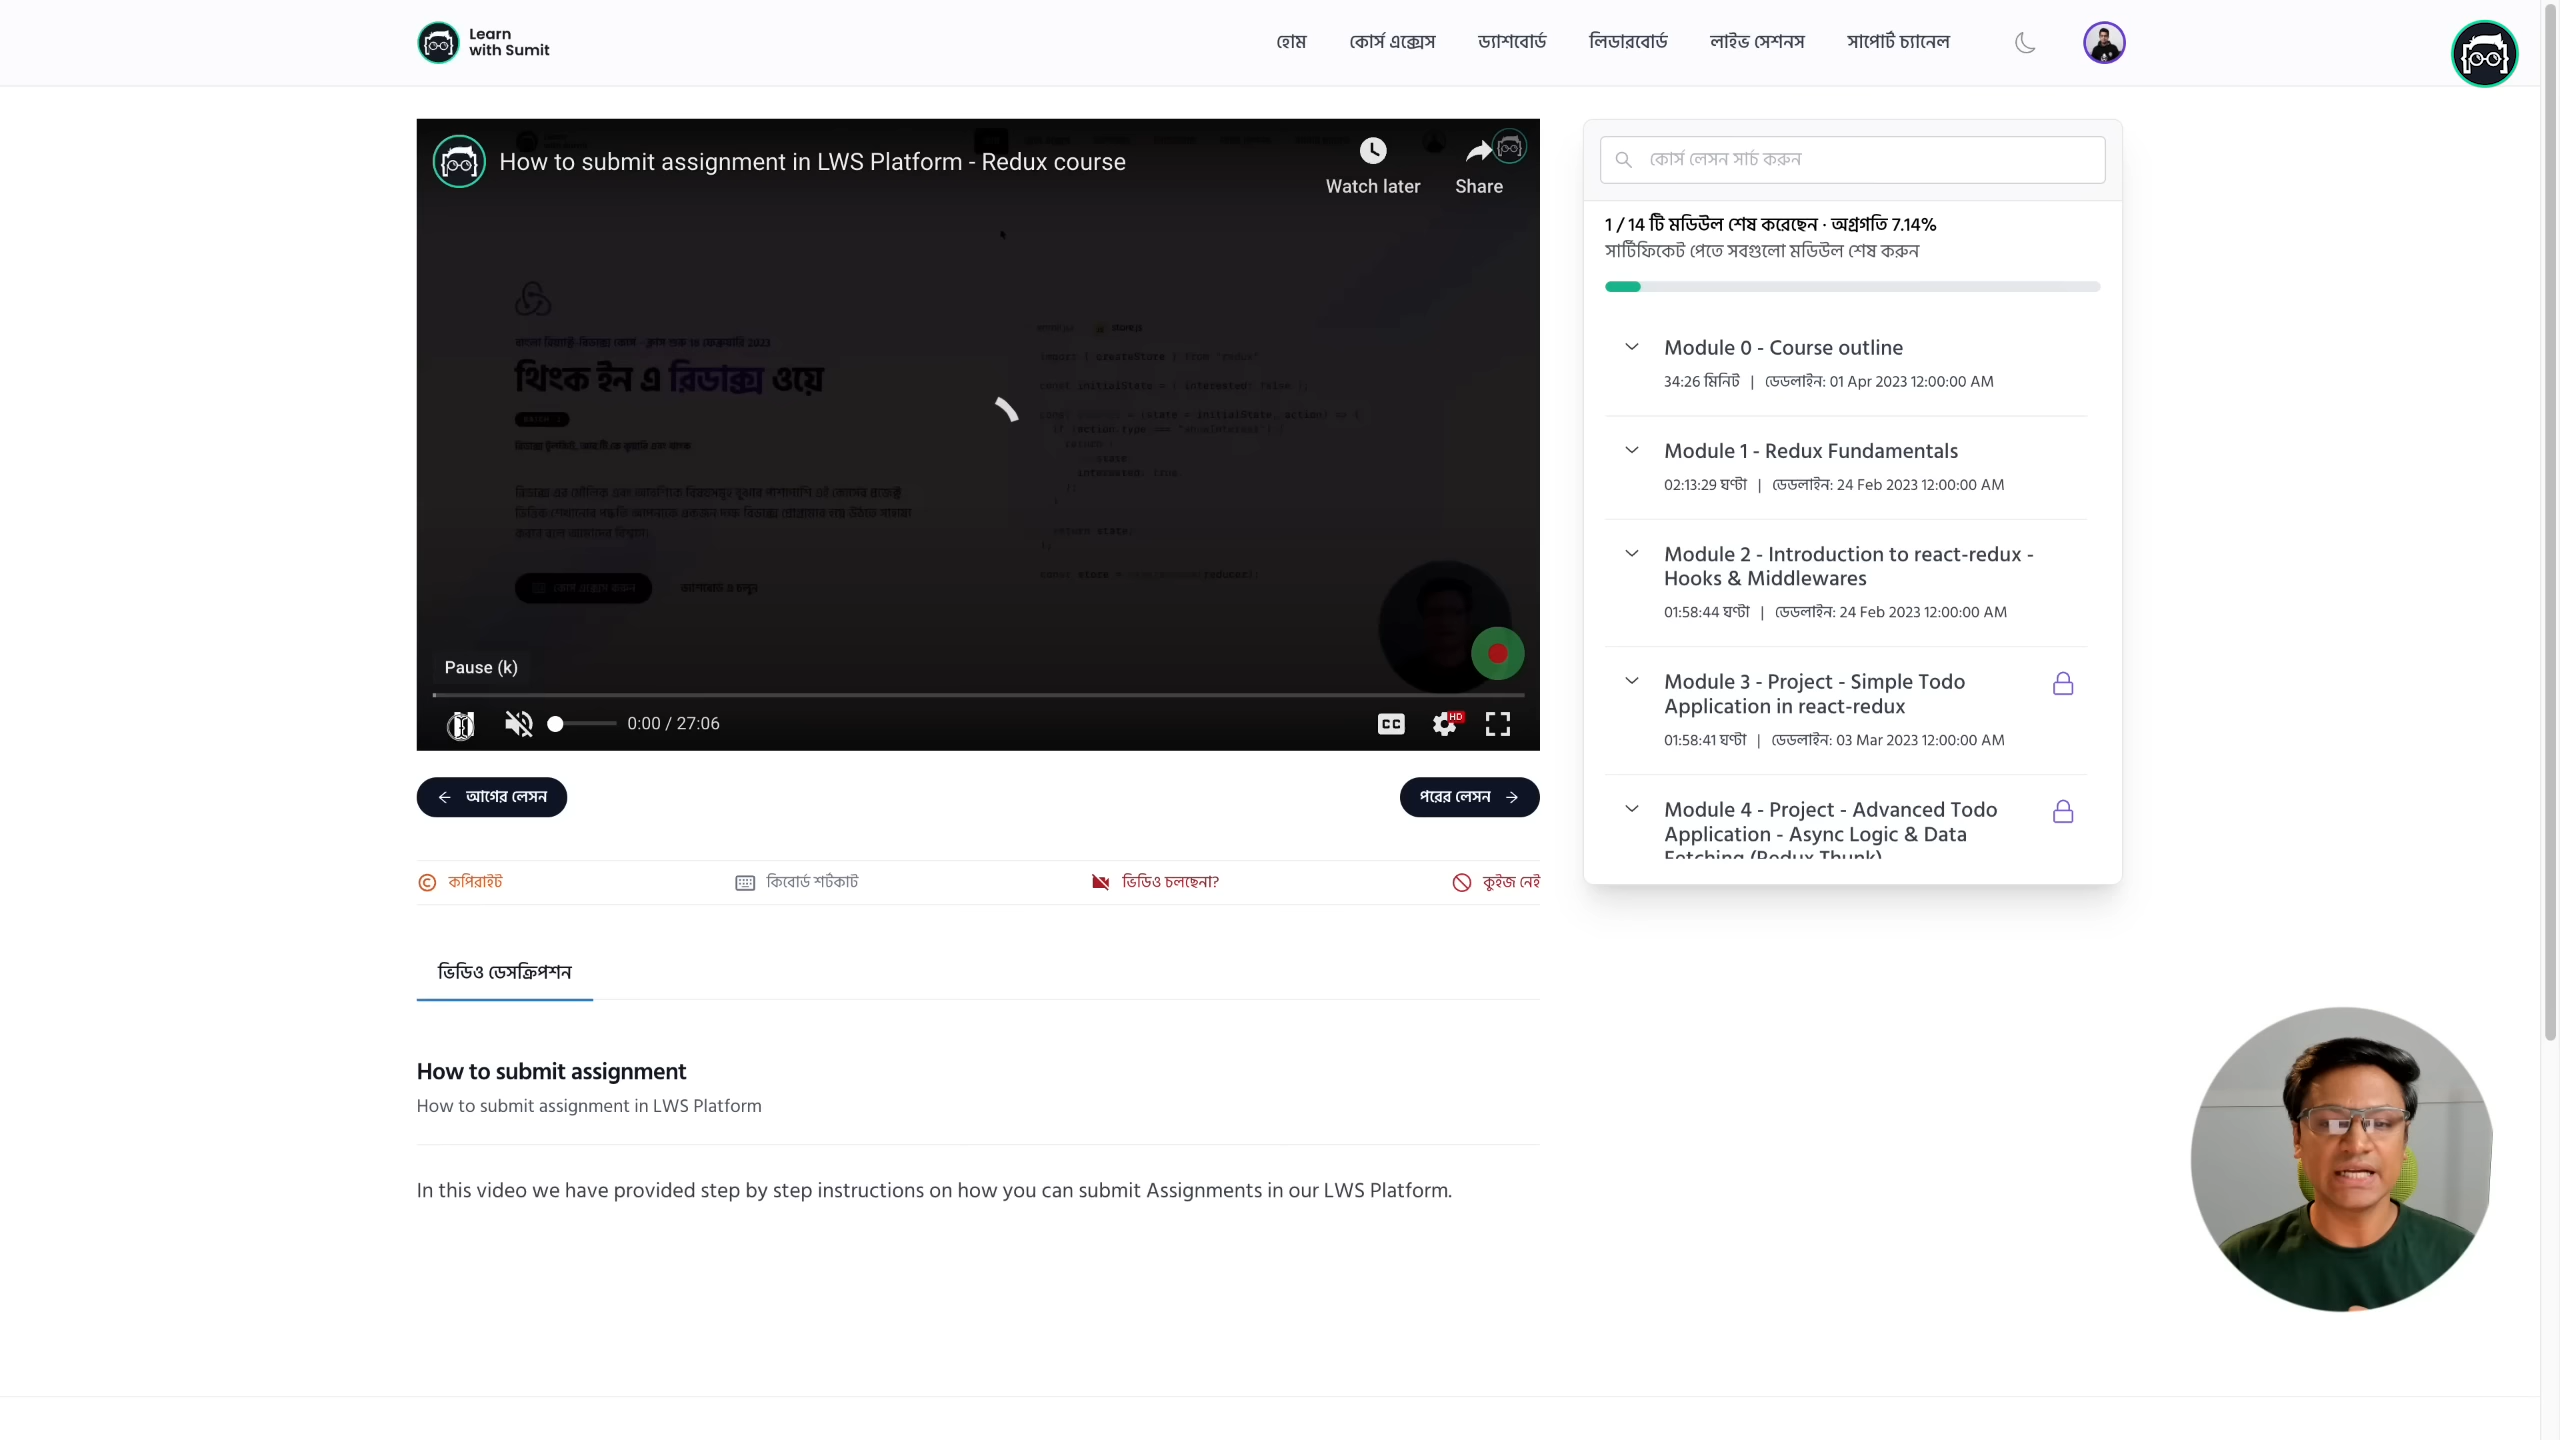 Learn
with Sumit
হোম
কোর্স এক্সেস
ড্যাশবোর্ড
লিডারবোর্ড
লাইভ সেশনস
সাপোর্ট চ্যানেল
How to submit assignment in LWS Platform - Redux course
Watch later
Share
থিংক ইন এ রিডাক্স ওয়ে
Pause (k)
0:00 / 27:06
CC
HD
আগের লেসন
পরের লেসন
কপিরাইট
কিবোর্ড শর্টকাট
ভিডিও চলছেনা?
কুইজ নেই
ভিডিও ডেসক্রিপশন
How to submit assignment
How to submit assignment in LWS Platform
In this video we have provided step by step instructions on how you can submit Assignments in our LWS Platform.
কোর্স লেসন সার্চ করুন
1 / 14 টি মডিউল শেষ করেছেন · অগ্রগতি 7.14%
সার্টিফিকেট পেতে সবগুলো মডিউল শেষ করুন
Module 0 - Course outline
34:26 মিনিট | ডেডলাইন: 01 Apr 2023 12:00:00 AM
Module 1 - Redux Fundamentals
02:13:29 ঘণ্টা | ডেডলাইন: 24 Feb 2023 12:00:00 AM
Module 2 - Introduction to react-redux -
Hooks & Middlewares
01:58:44 ঘণ্টা | ডেডলাইন: 24 Feb 2023 12:00:00 AM
Module 3 - Project - Simple Todo
Application in react-redux
01:58:41 ঘণ্টা | ডেডলাইন: 03 Mar 2023 12:00:00 AM
Module 4 - Project - Advanced Todo
Application - Async Logic & Data
Fetching (Redux Thunk)